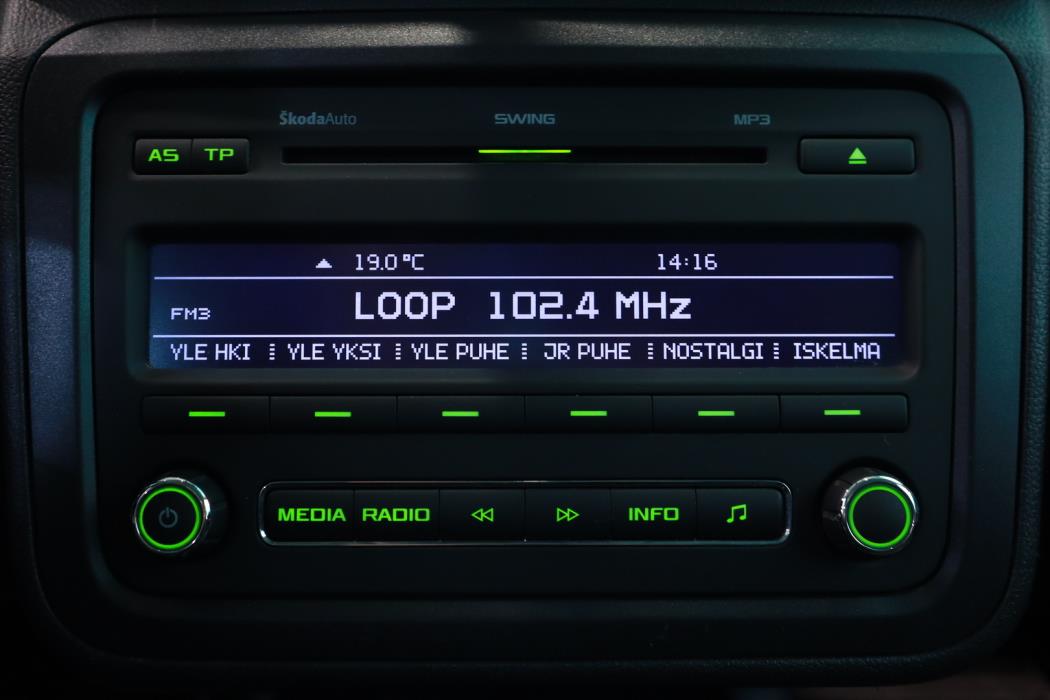 ŠkodaAuto SWING MP3
AS TP
19.0°C 14:16
FM3 LOOP 102.4 MHz
YLE HKI YLE YKSI YLE PUHE JR PUHE NOSTALGI ISKELMA
MEDIA RADIO INFO